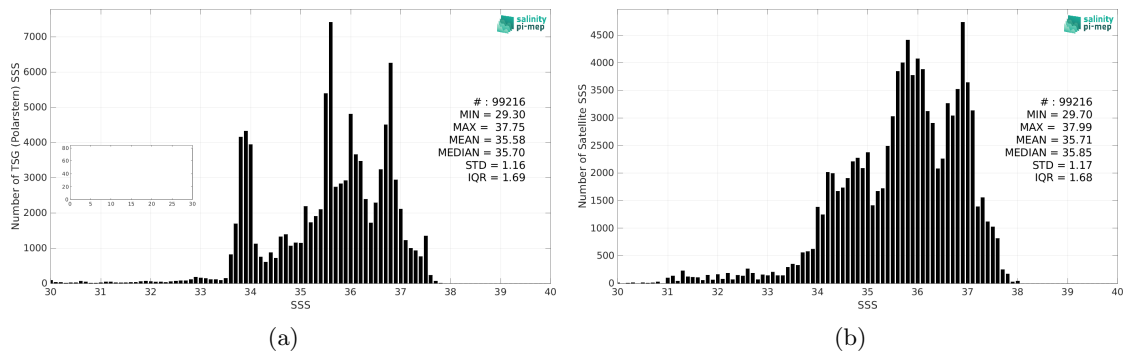 salinity
pi-mep
Number of TSG (Polarstern) SSS
7000
6000
5000
4000
3000
2000
1000
0
# : 99216
MIN = 29.30
MAX = 37.75
MEAN = 35.58
MEDIAN = 35.70
STD = 1.16
IQR = 1.69
80
60
40
20
0
0 5 10 15 20 25 30
30 31 32 33 34 35 36 37 38 39 40
SSS
(a)
salinity
pi-mep
Number of Satellite SSS
4500
4000
3500
3000
2500
2000
1500
1000
500
0
# : 99216
MIN = 29.70
MAX = 37.99
MEAN = 35.71
MEDIAN = 35.85
STD = 1.17
IQR = 1.68
30 31 32 33 34 35 36 37 38 39 40
SSS
(b)